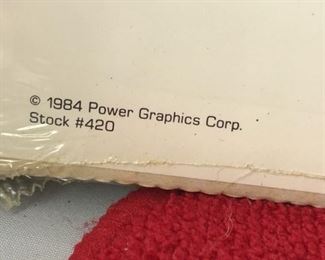 © 1984 Power Graphics Corp.
Stock #420